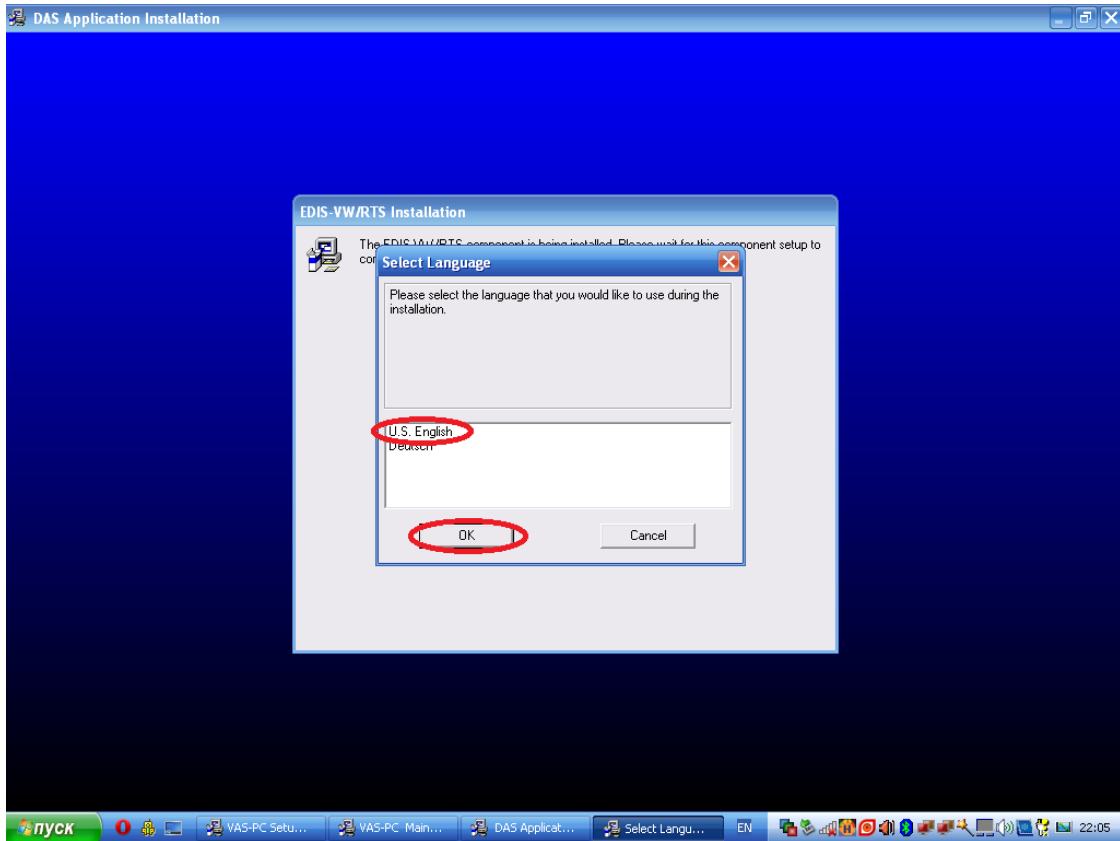 DAS Application Installation
EDIS-VW/RTS Installation
The EDIS-VW/RTS component is being installed. Please wait for this component setup to
Select Language
Please select the language that you would like to use during the
installation.
U.S. English
Deutsch
OK
Cancel
пуск
VAS-PC Setu...
VAS-PC Main...
DAS Applicat...
Select Langu...
EN
22:05